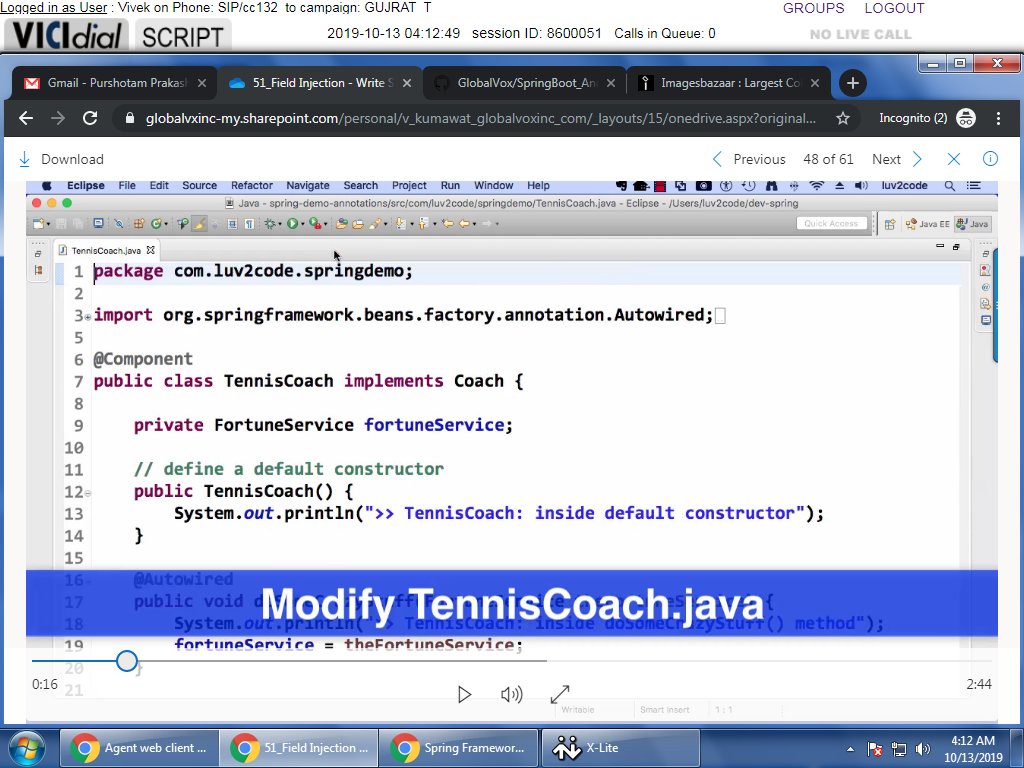 Logged in as User : Vivek on Phone: SIP/cc132 to campaign: GUJRAT_T GROUPS LOGOUT
VICIdial SCRIPT 2019-10-13 04:12:49 session ID: 8600051 Calls in Queue: 0 NO LIVE CALL
Gmail - Purshotam Prakas 51_Field Injection - Write S GlobalVox/SpringBoot_An Imagesbazaar : Largest Co
globalvxinc-my.sharepoint.com/personal/v_kumawat_globalvoxinc_com/_layouts/15/onedrive.aspx?original... Incognito (2)
Download Previous 48 of 61 Next
Eclipse File Edit Source Refactor Navigate Search Project Run Window Help luv2code
Java - spring-demo-annotations/src/com/luv2code/springdemo/TennisCoach.java - Eclipse - /Users/luv2code/dev-spring
Quick Access Java EE Java
TennisCoach.java
1 package com.luv2code.springdemo;
2
3 import org.springframework.beans.factory.annotation.Autowired;
5
6 @Component
7 public class TennisCoach implements Coach {
8
9 private FortuneService fortuneService;
10
11 // define a default constructor
12 public TennisCoach() {
13 System.out.println(">> TennisCoach: inside default constructor");
14 }
15
16 @Autowired
17 public void {
Modify TennisCoach.java
18 System.out.println(">> TennisCoach: inside doSomeCrazyStuff() method");
19 fortuneService = theFortuneService;
20 }
21
0:16 2:44
Writable Smart Insert 1 : 1
Agent web client ... 51_Field Injection ... Spring Framewor... X-Lite 4:12 AM
10/13/2019